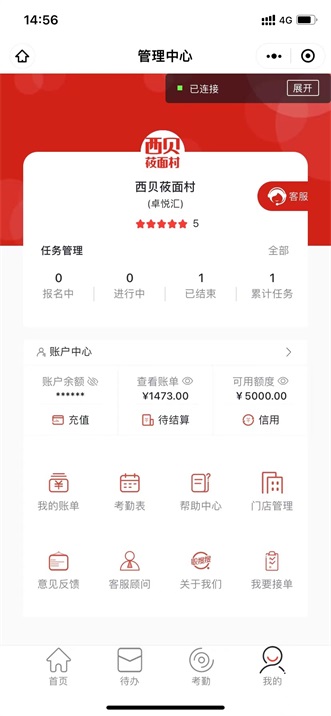 14:56
4G
管理中心
已连接
展开
西贝
莜面村
西贝莜面村
(卓悦汇)
5
客服
任务管理
全部
0
0
1
1
报名中
进行中
已结束
累计任务
账户中心
账户余额
查看账单
可用额度
******
¥1473.00
¥ 5000.00
充值
待结算
信用
我的账单
考勤表
帮助中心
门店管理
意见反馈
客服顾问
关于我们
我要接单
首页
待办
考勤
我的